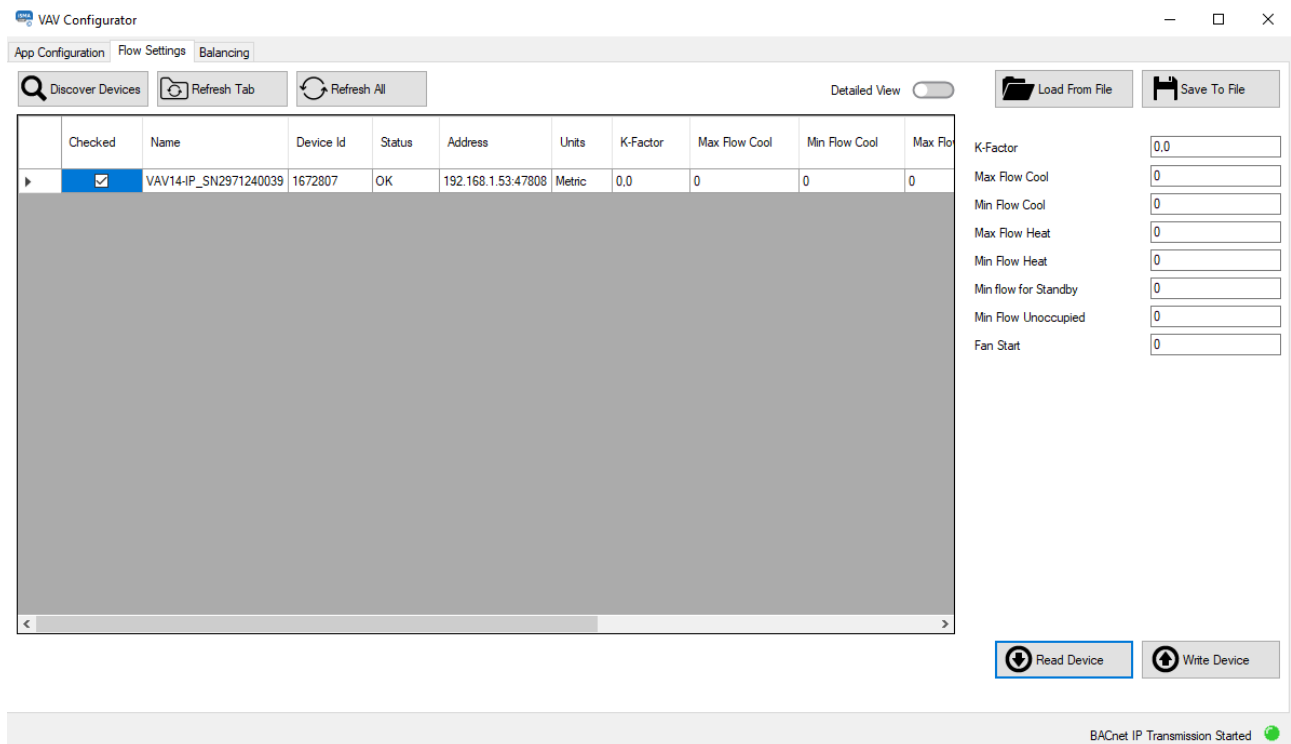 iSMA
VAV Configurator
App Configuration Flow Settings Balancing
Discover Devices Refresh Tab Refresh All Detailed View Load From File Save To File
Checked Name Device Id Status Address Units K-Factor Max Flow Cool Min Flow Cool Max Flo
VAV14-IP_SN2971240039 1672807 OK 192.168.1.53:47808 Metric 0.0 0 0 0
K-Factor 0.0
Max Flow Cool 0
Min Flow Cool 0
Max Flow Heat 0
Min Flow Heat 0
Min flow for Standby 0
Min Flow Unoccupied 0
Fan Start 0
Read Device Write Device
BACnet IP Transmission Started